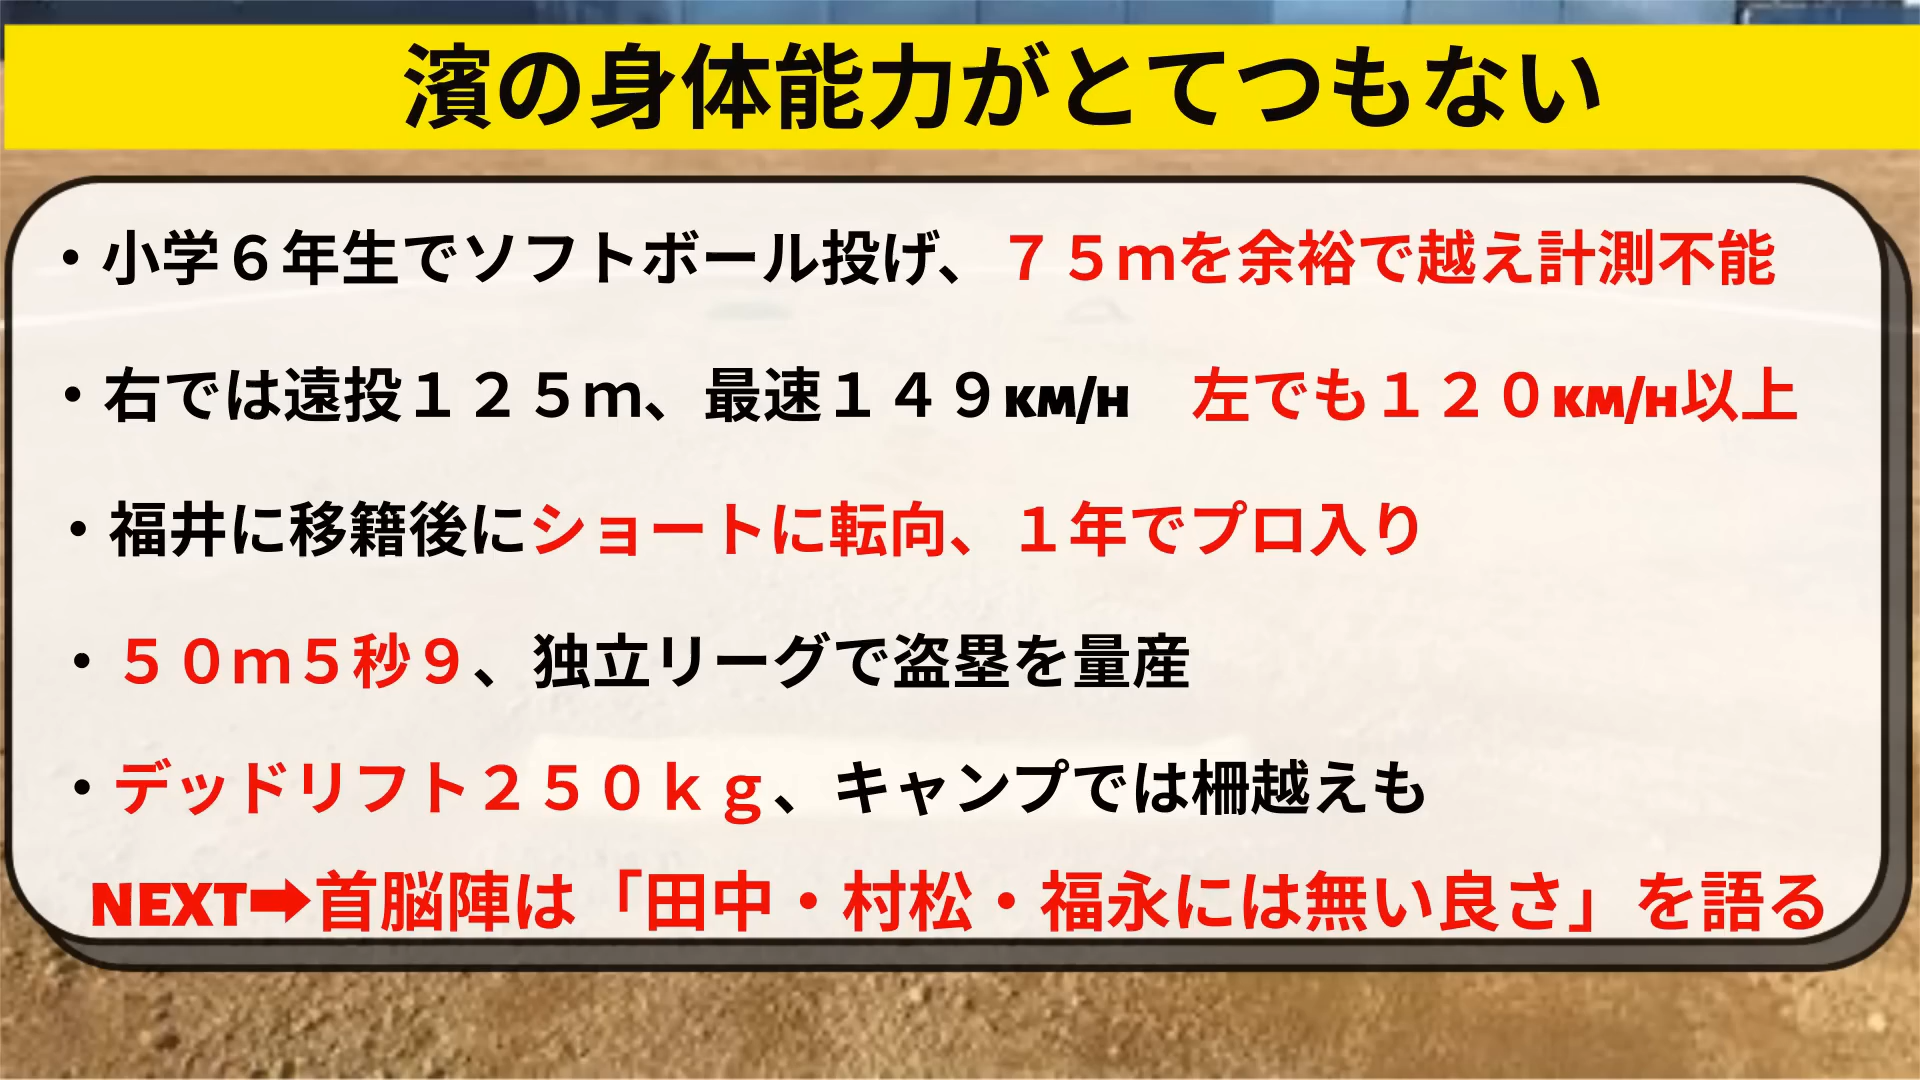 濱の身体能力がとてつもない
・小学６年生でソフトボール投げ、７５ｍを余裕で越え計測不能
・右では遠投１２５ｍ、最速１４９KM/H　左でも１２０KM/H以上
・福井に移籍後にショートに転向、１年でプロ入り
・５０ｍ５秒９、独立リーグで盗塁を量産
・デッドリフト２５０ｋｇ、キャンプでは柵越えも
NEXT➡首脳陣は「田中・村松・福永には無い良さ」を語る